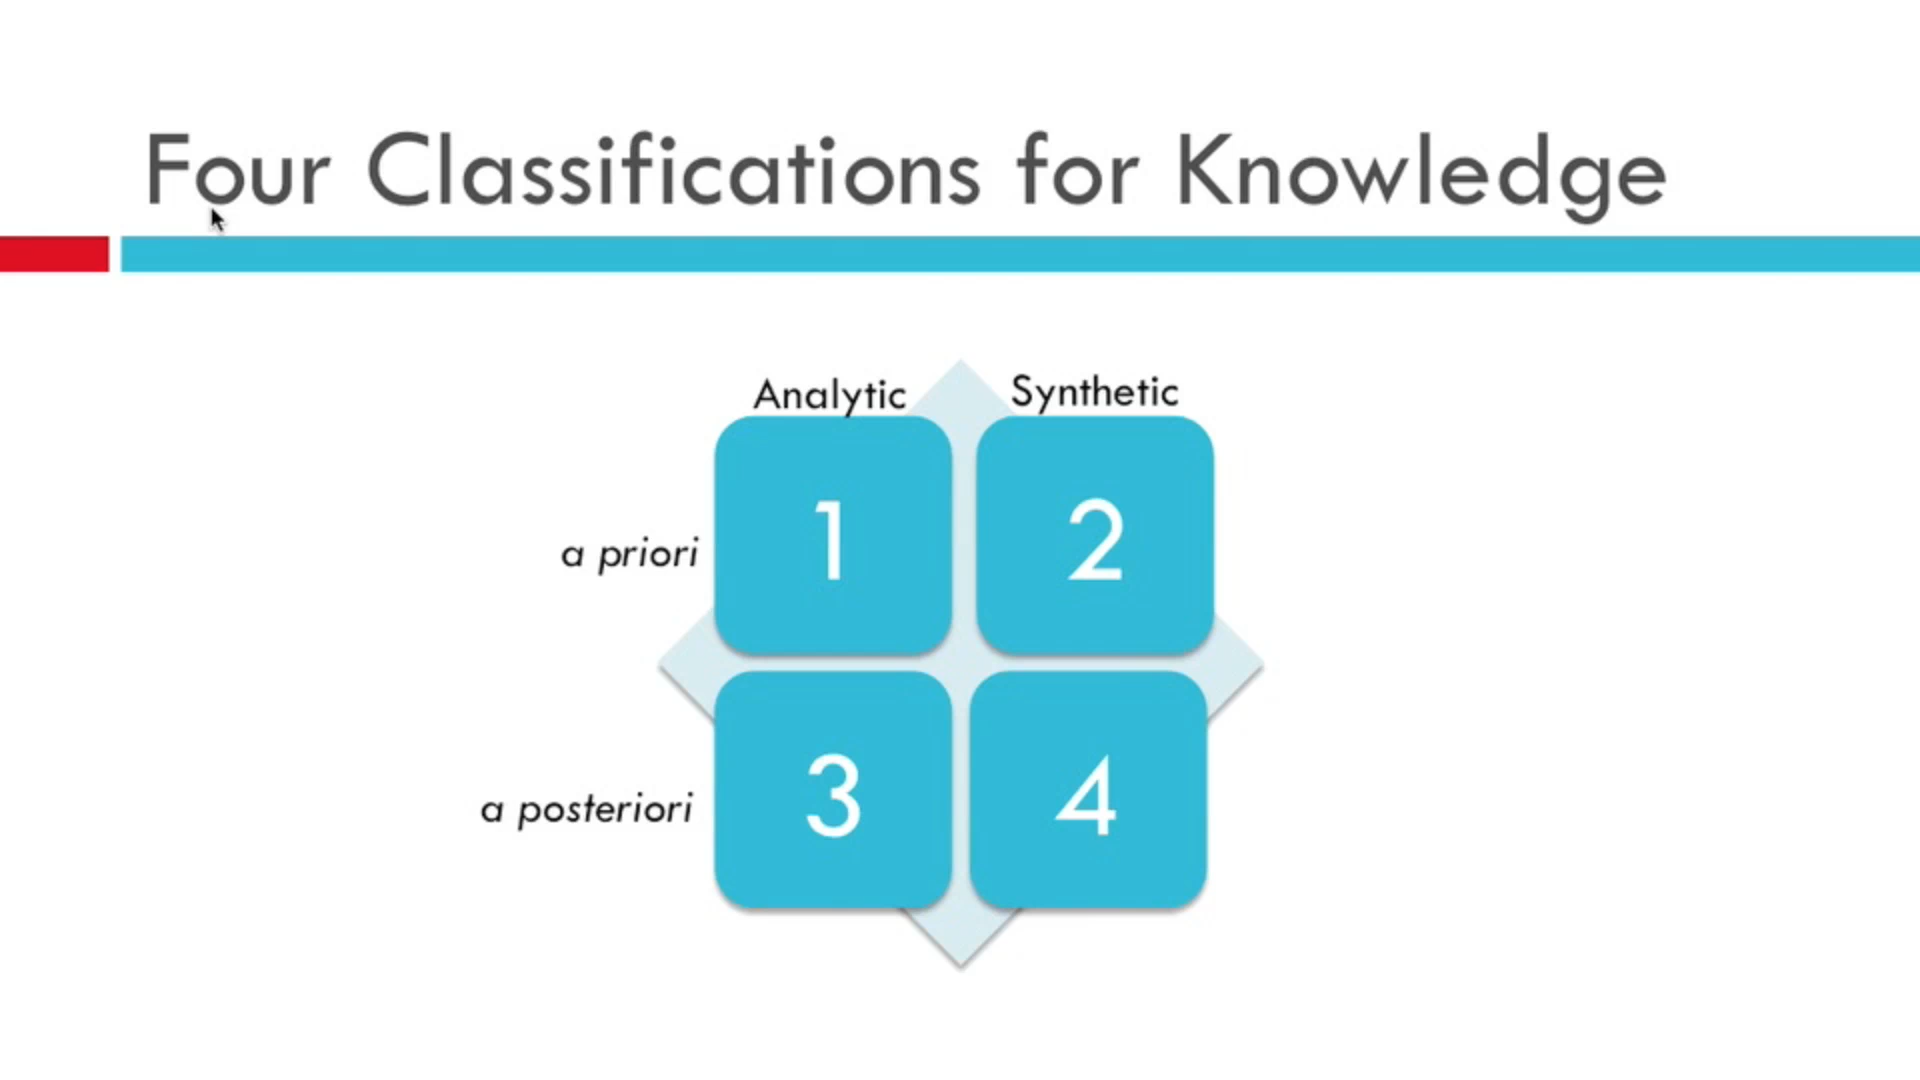 Four Classifications for Knowledge
Analytic Synthetic
a priori 1 2
a posteriori 3 4